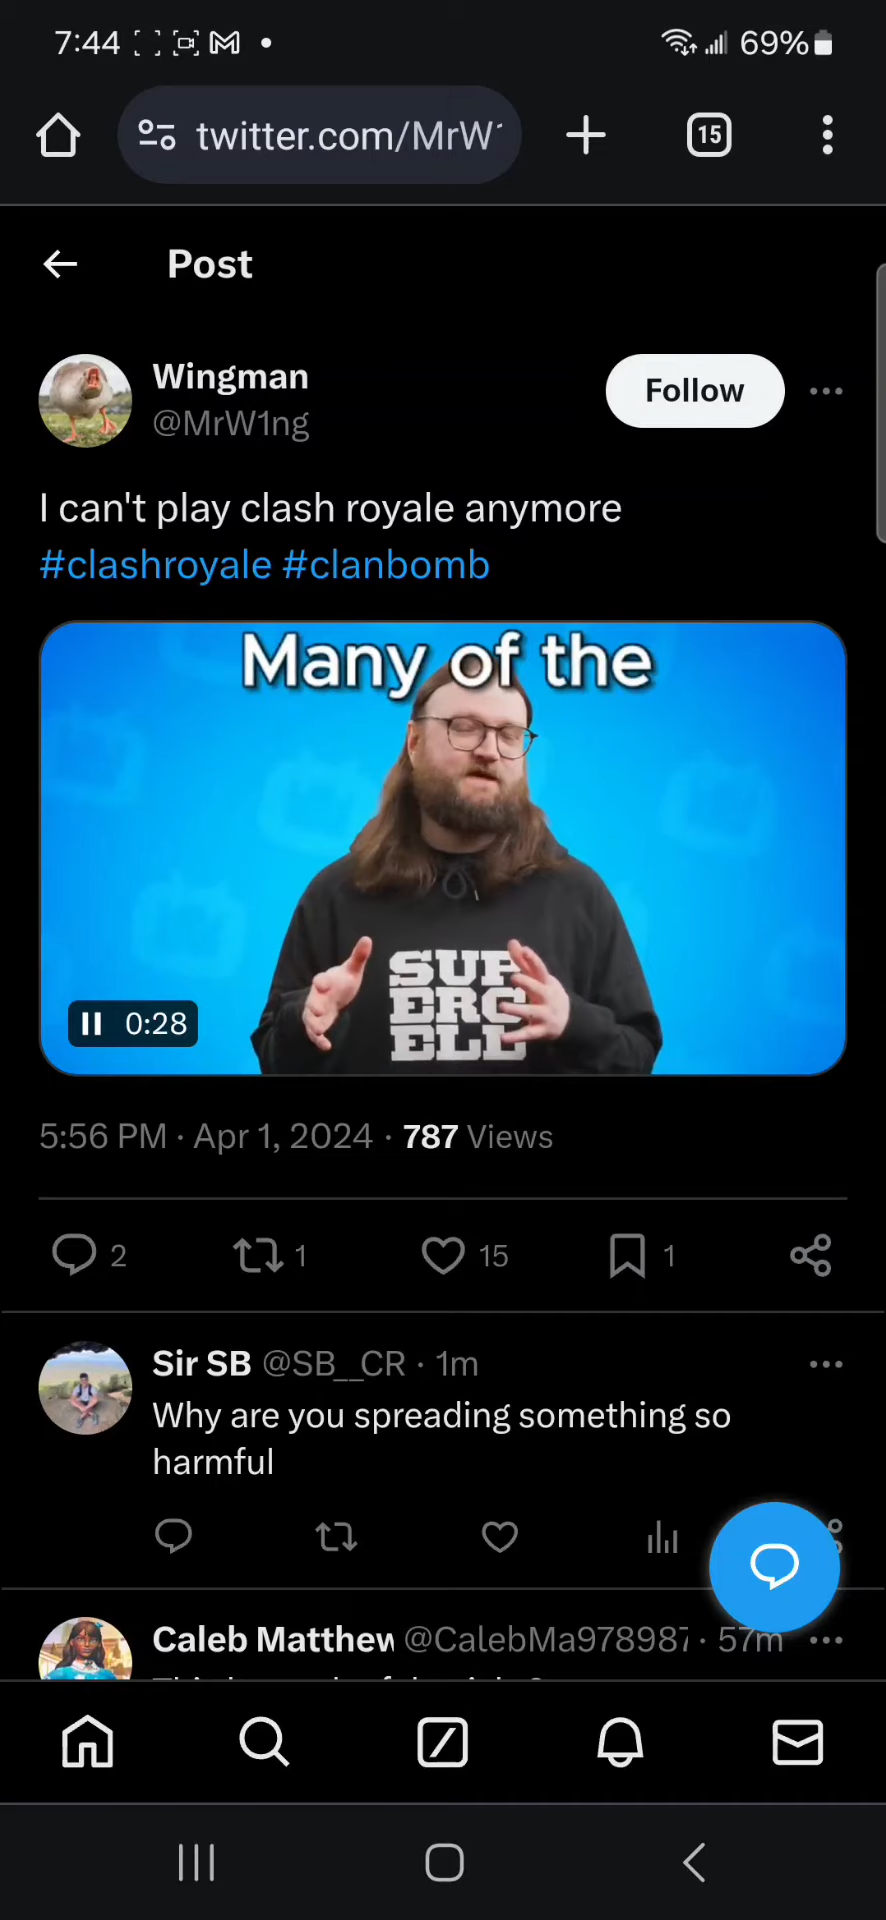 7:44 69%
twitter.com/MrW1 15
Post
Wingman
@MrW1ng
Follow
I can't play clash royale anymore
#clashroyale #clanbomb
Many of the
SUP
ERC
ELL
0:28
5:56 PM · Apr 1, 2024 · 787 Views
2 1 15 1
Sir SB @SB__CR · 1m
Why are you spreading something so
harmful
Caleb Matthew @CalebMa978987 · 57m